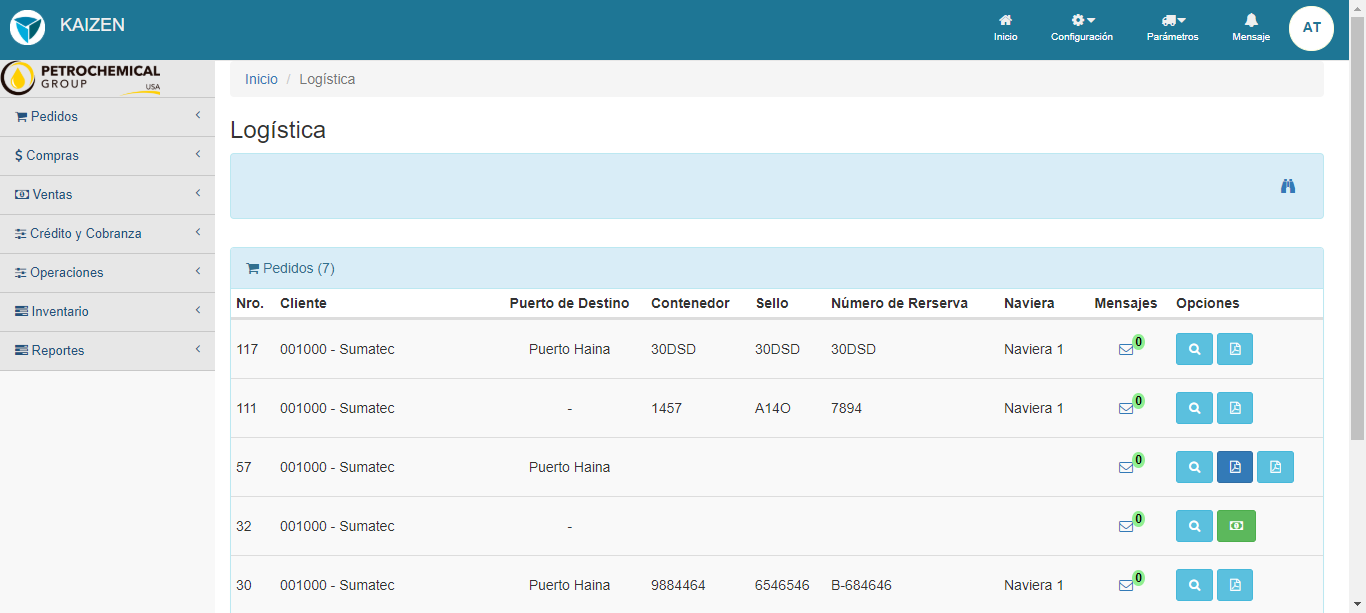 KAIZEN
Inicio
Configuración
Parámetros
Mensaje
AT
PETROCHEMICAL
GROUP
USA
Pedidos
Compras
Ventas
Crédito y Cobranza
Operaciones
Inventario
Reportes
Inicio / Logística
Logística
Pedidos (7)
Nro. Cliente Puerto de Destino Contenedor Sello Número de Rerserva Naviera Mensajes Opciones
117 001000 - Sumatec Puerto Haina 30DSD 30DSD 30DSD Naviera 1 0
111 001000 - Sumatec - 1457 A14O 7894 Naviera 1 0
57 001000 - Sumatec Puerto Haina 0
32 001000 - Sumatec - 0
30 001000 - Sumatec Puerto Haina 9884464 6546546 B-684646 Naviera 1 0